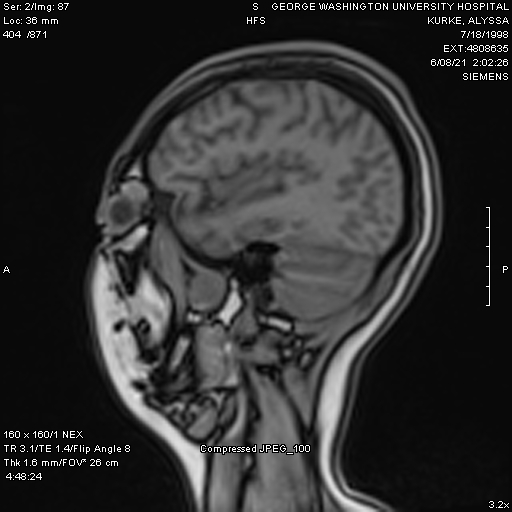 Ser: 2/Img: 87
Loc: 36 mm
404 /871
S
HFS
GEORGE WASHINGTON UNIVERSITY HOSPITAL
KURKE, ALYSSA
7/18/1998
EXT:4808635
6/08/21 2:02:26
SIEMENS
A
P
160 x 160/1 NEX
TR 3.1/TE 1.4/Flip Angle 8
Thk 1.6 mm/FOV* 26 cm
4:48:24
Compressed JPEG_100
3.2x